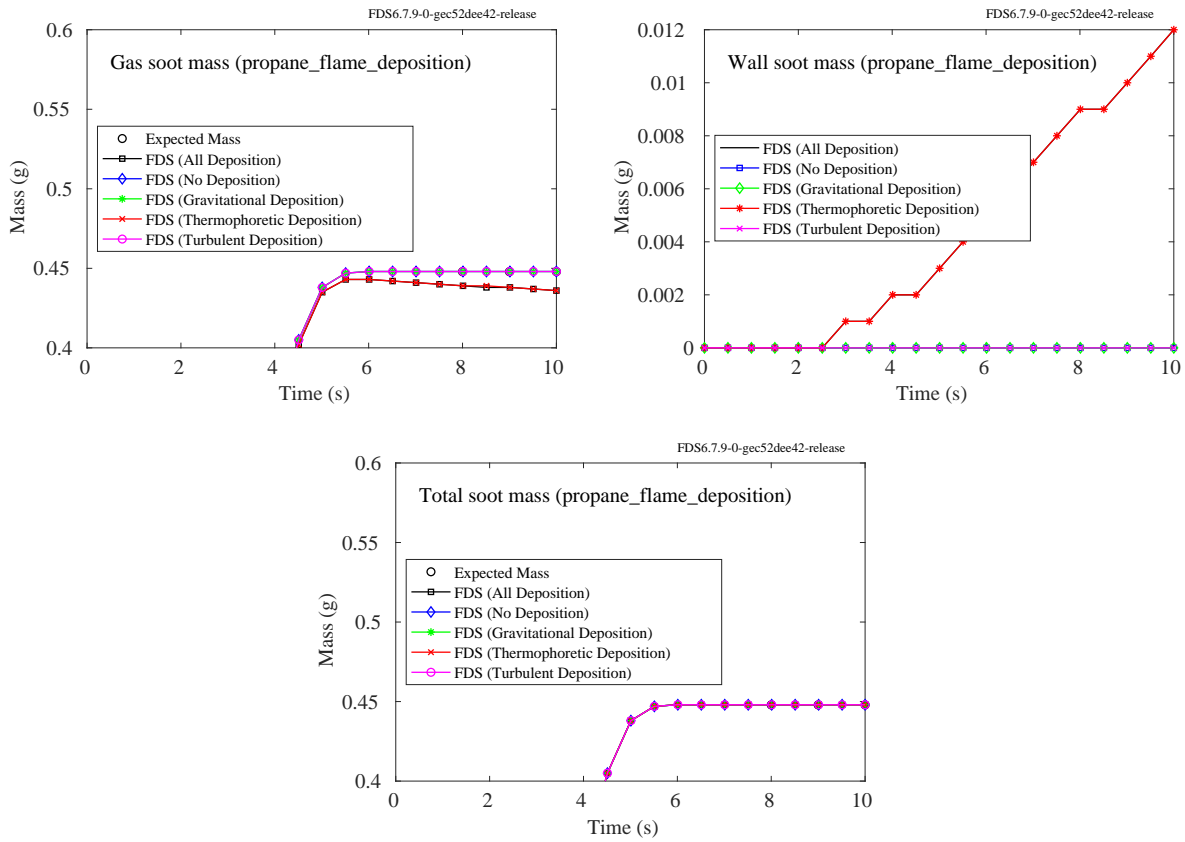 FDS6.7.9-0-gec52dee42-release
Gas soot mass (propane_flame_deposition)
0.6
0.55
0.5
0.45
0.4
Mass (g)
Expected Mass
FDS (All Deposition)
FDS (No Deposition)
FDS (Gravitational Deposition)
FDS (Thermophoretic Deposition)
FDS (Turbulent Deposition)
0 2 4 6 8 10
Time (s)
FDS6.7.9-0-gec52dee42-release
Wall soot mass (propane_flame_deposition)
0.012
0.01
0.008
0.006
0.004
0.002
0
Mass (g)
FDS (All Deposition)
FDS (No Deposition)
FDS (Gravitational Deposition)
FDS (Thermophoretic Deposition)
FDS (Turbulent Deposition)
0 2 4 6 8 10
Time (s)
FDS6.7.9-0-gec52dee42-release
Total soot mass (propane_flame_deposition)
0.6
0.55
0.5
0.45
0.4
Mass (g)
Expected Mass
FDS (All Deposition)
FDS (No Deposition)
FDS (Gravitational Deposition)
FDS (Thermophoretic Deposition)
FDS (Turbulent Deposition)
0 2 4 6 8 10
Time (s)